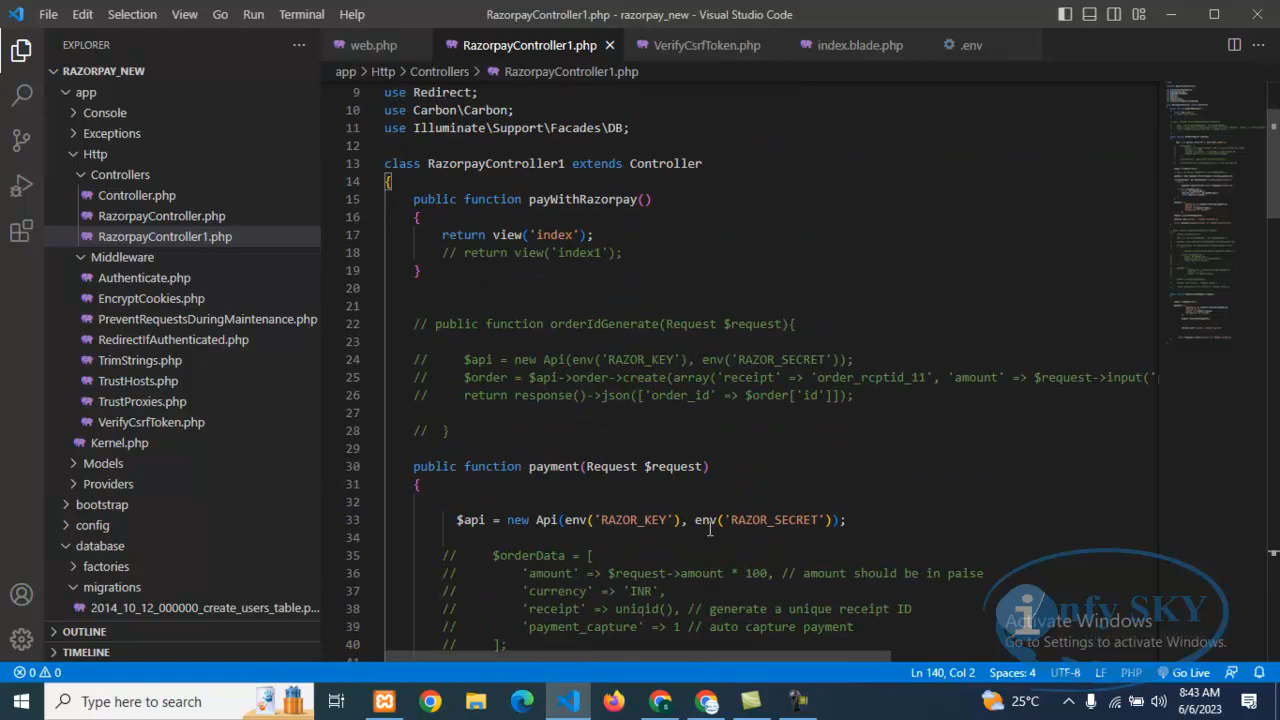 File Edit Selection View Go Run Terminal Help RazorpayController1.php - razorpay_new - Visual Studio Code
EXPLORER
web.php RazorpayController1.php VerifyCsrfToken.php index.blade.php .env
RAZORPAY_NEW
app > Http > Controllers > RazorpayController1.php
app
Console
Exceptions
Http
Controllers
Controller.php
RazorpayController.php
RazorpayController1.php
Middleware
Authenticate.php
EncryptCookies.php
PreventRequestsDuringMaintenance.php
RedirectIfAuthenticated.php
TrimStrings.php
TrustHosts.php
TrustProxies.php
VerifyCsrfToken.php
Kernel.php
Models
Providers
bootstrap
config
database
factories
migrations
2014_10_12_000000_create_users_table.p...
OUTLINE
TIMELINE
9 use Redirect;
10 use Carbon\Carbon;
11 use Illuminate\Support\Facades\DB;
12
13 class RazorpayController1 extends Controller
14 {
15 public function payWithRazorpay()
16 {
17 return view('index');
18 // return view('index1');
19 }
20
21
22 // public function orderIdGenerate(Request $request){
23
24 // $api = new Api(env('RAZOR_KEY'), env('RAZOR_SECRET'));
25 // $order = $api->order->create(array('receipt' => 'order_rcptid_11', 'amount' => $request->input('
26 // return response()->json(['order_id' => $order['id']]);
27
28 // }
29
30 public function payment(Request $request)
31 {
32
33 $api = new Api(env('RAZOR_KEY'), env('RAZOR_SECRET'));
34
35 // $orderData = [
36 // 'amount' => $request->amount * 100, // amount should be in paise
37 // 'currency' => 'INR',
38 // 'receipt' => uniqid(), // generate a unique receipt ID
39 // 'payment_capture' => 1 // auto capture payment
40 // ];
41
infy SKY
Activate Windows
Go to Settings to activate Windows.
0 0 Ln 140, Col 2 Spaces: 4 UTF-8 LF PHP Go Live
Type here to search 25°C 8:43 AM
6/6/2023